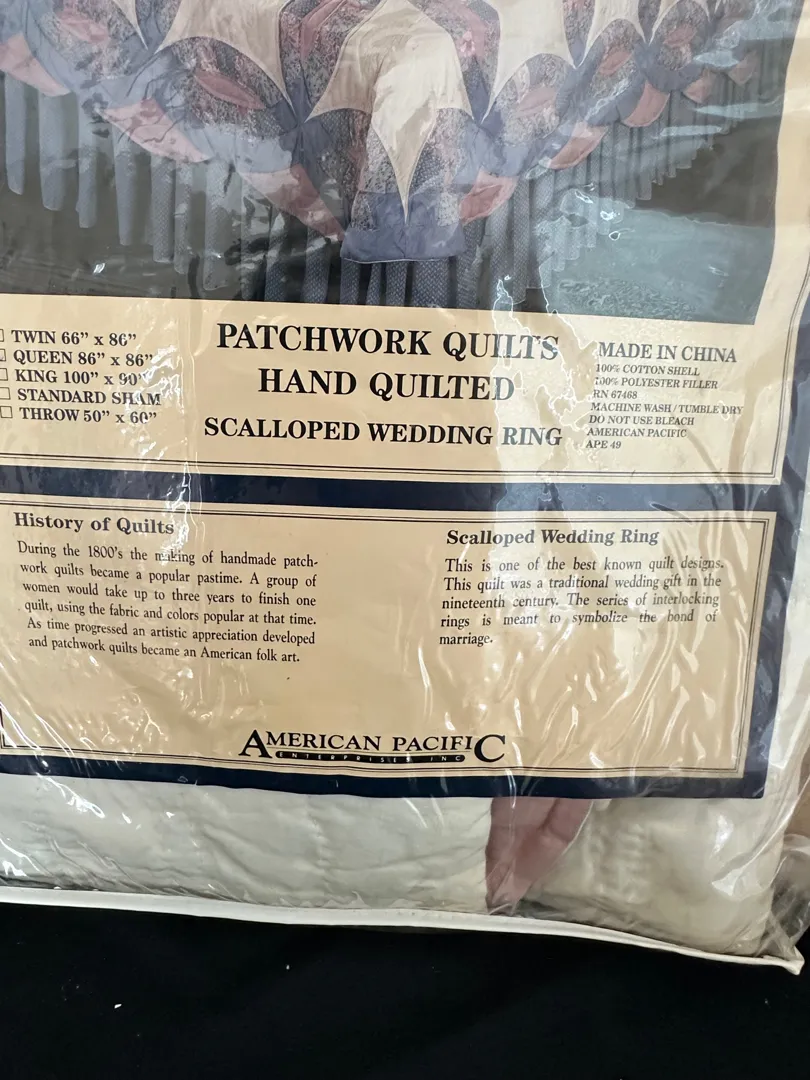 TWIN 66" x 86"
QUEEN 86" x 86"
KING 100" x 90"
STANDARD SHAM
THROW 50" x 60"
PATCHWORK QUILTS
HAND QUILTED
SCALLOPED WEDDING RING
MADE IN CHINA
100% COTTON SHELL
100% POLYESTER FILLER
RN 67468
MACHINE WASH / TUMBLE DRY
DO NOT USE BLEACH
AMERICAN PACIFIC
APE 49
History of Quilts
During the 1800's the making of handmade patch-
work quilts became a popular pastime. A group of
women would take up to three years to finish one
quilt, using the fabric and colors popular at that time.
As time progressed an artistic appreciation developed
and patchwork quilts became an American folk art.
Scalloped Wedding Ring
This is one of the best known quilt designs.
This quilt was a traditional wedding gift in the
nineteenth century. The series of interlocking
rings is meant to symbolize the bond of
marriage.
AMERICAN PACIFIC
ENTERPRISES INC